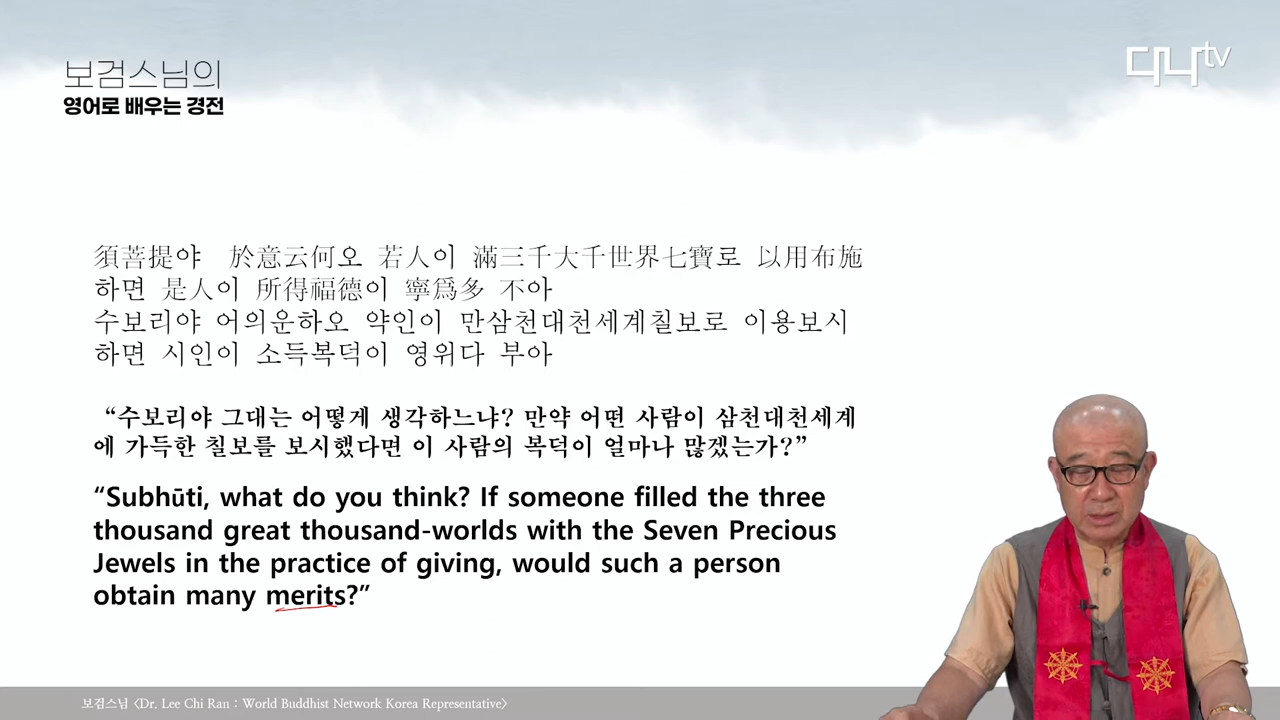 보검스님의
영어로 배우는 경전
다나tv
須菩提야 於意云何오 若人이 滿三千大千世界七寶로 以用布施
하면 是人이 所得福德이 寧爲多 不아
수보리야 어의운하오 약인이 만삼천대천세계칠보로 이용보시
하면 시인이 소득복덕이 영위다 부아
“수보리야 그대는 어떻게 생각하느냐? 만약 어떤 사람이 삼천대천세계
에 가득한 칠보를 보시했다면 이 사람의 복덕이 얼마나 많겠는가?”
“Subhūti, what do you think? If someone filled the three
thousand great thousand-worlds with the Seven Precious
Jewels in the practice of giving, would such a person
obtain many merits?”
보검스님 <Dr. Lee Chi Ran : World Buddhist Network Korea Representative>